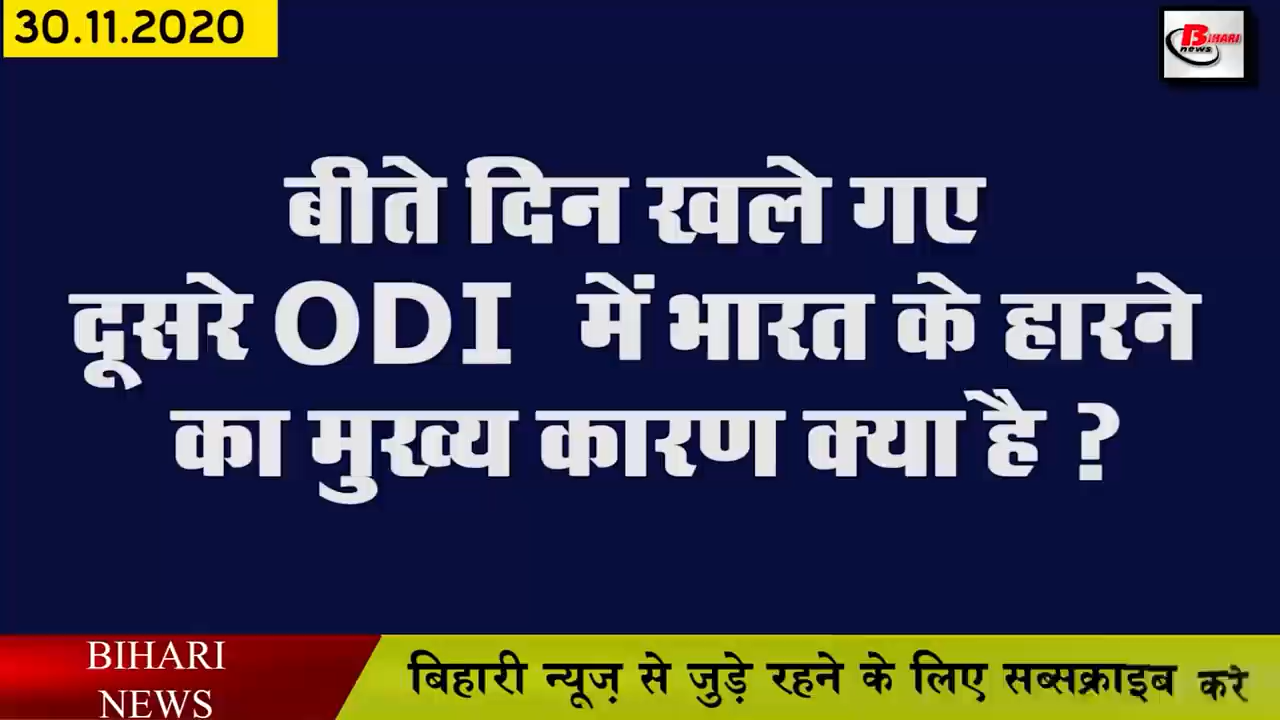 30.11.2020
BIHARI
news
बीते दिन खले गए
दूसरे ODI में भारत के हारने
का मुख्य कारण क्या है ?
BIHARI
NEWS
बिहारी न्यूज़ से जुड़े रहने के लिए सब्सक्राइब करे